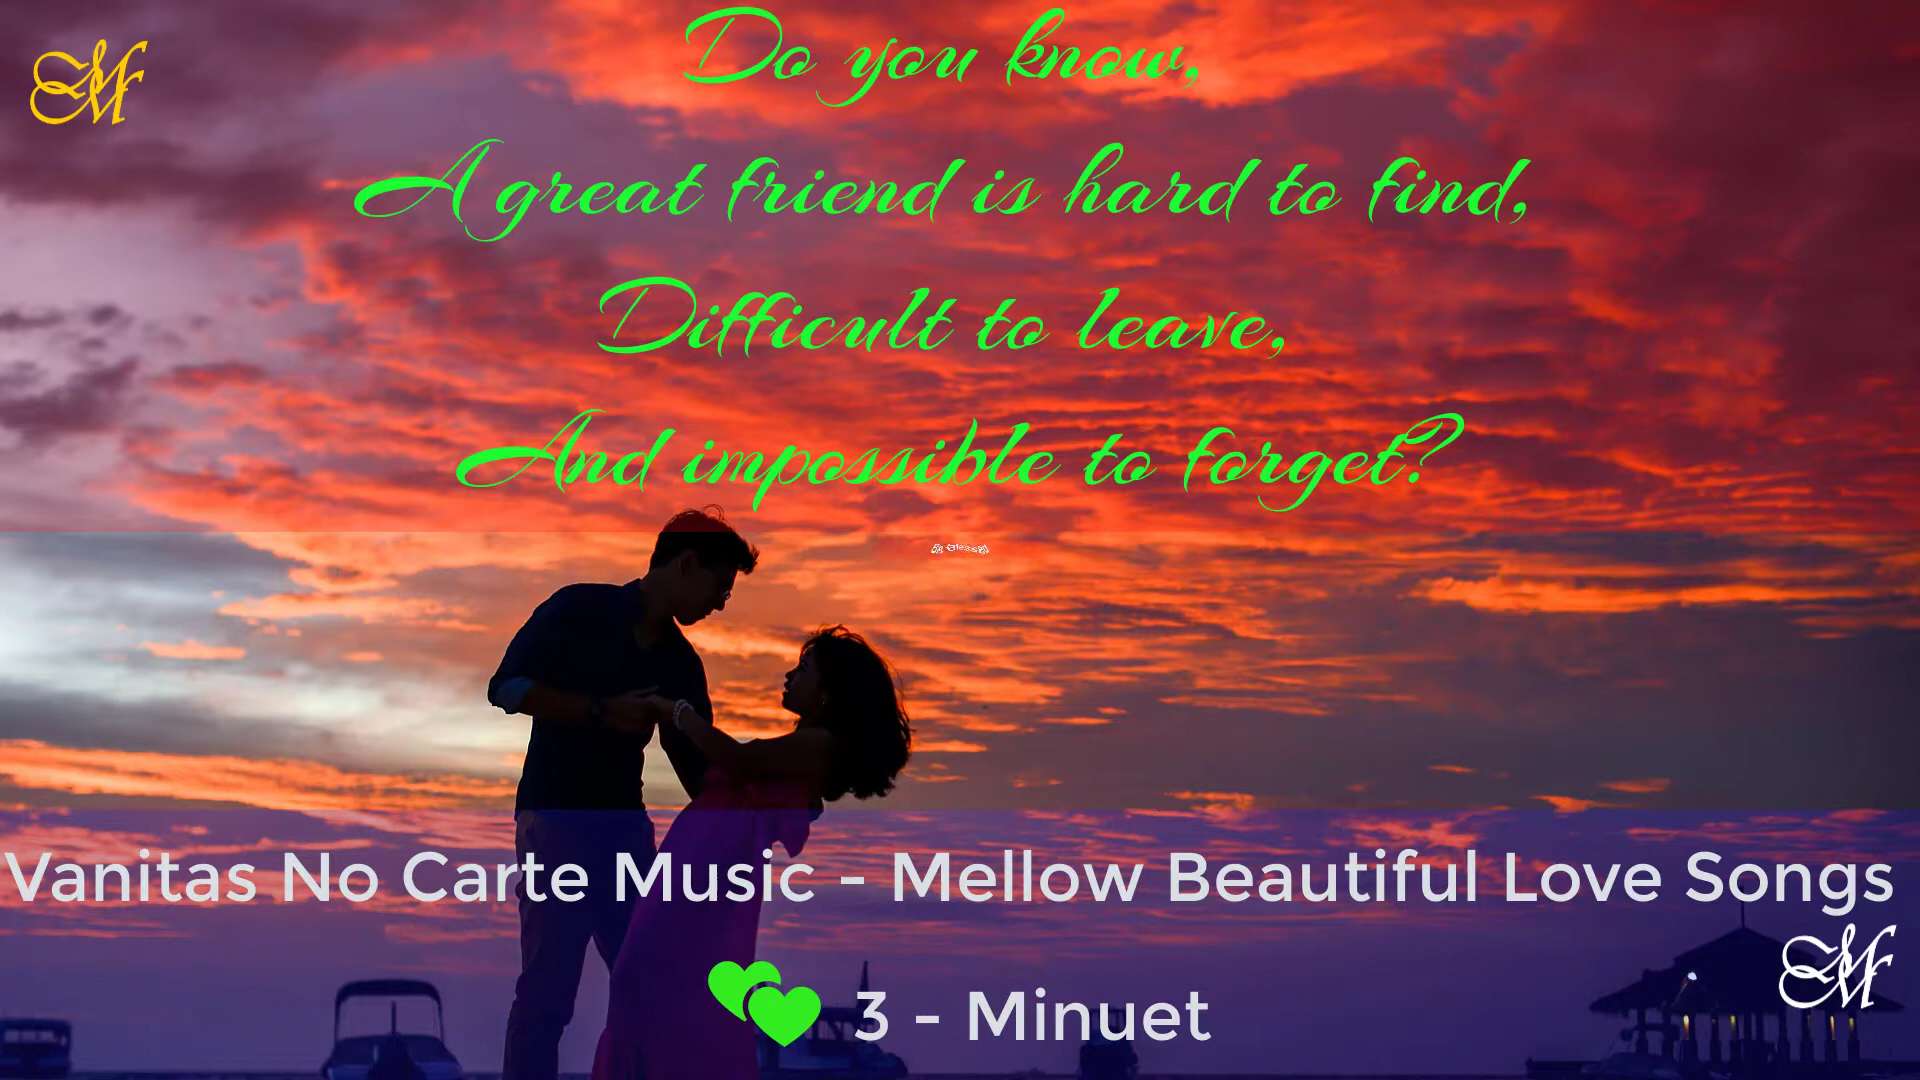 Do you know,
A great friend is hard to find,
Difficult to leave,
And impossible to forget?
Vanitas No Carte Music - Mellow Beautiful Love Songs
3 - Minuet